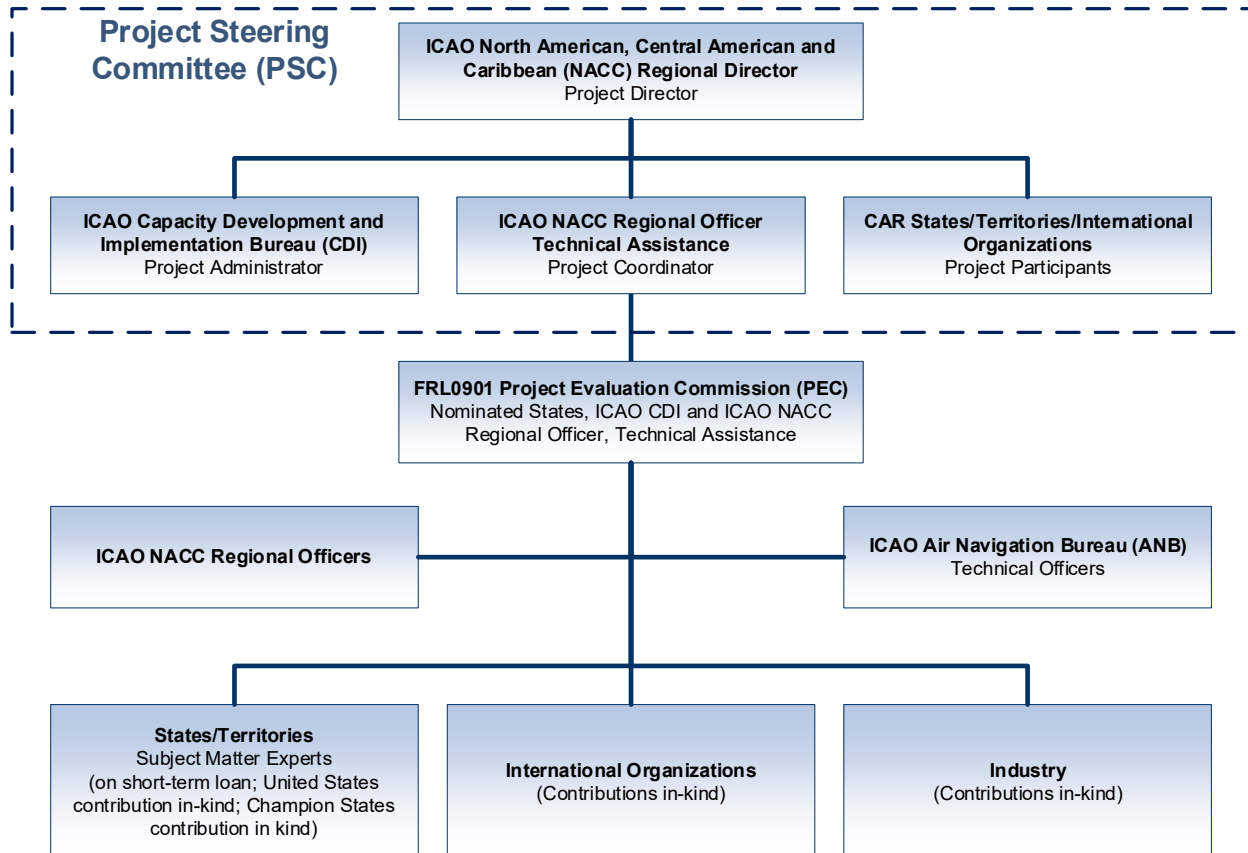 Project Steering
Committee (PSC)
ICAO North American, Central American and
Caribbean (NACC) Regional Director
Project Director
ICAO Capacity Development and
Implementation Bureau (CDI)
Project Administrator
ICAO NACC Regional Officer
Technical Assistance
Project Coordinator
CAR States/Territories/International
Organizations
Project Participants
FRL0901 Project Evaluation Commission (PEC)
Nominated States, ICAO CDI and ICAO NACC
Regional Officer, Technical Assistance
ICAO NACC Regional Officers
ICAO Air Navigation Bureau (ANB)
Technical Officers
States/Territories
Subject Matter Experts
(on short-term loan; United States
contribution in-kind; Champion States
contribution in kind)
International Organizations
(Contributions in-kind)
Industry
(Contributions in-kind)